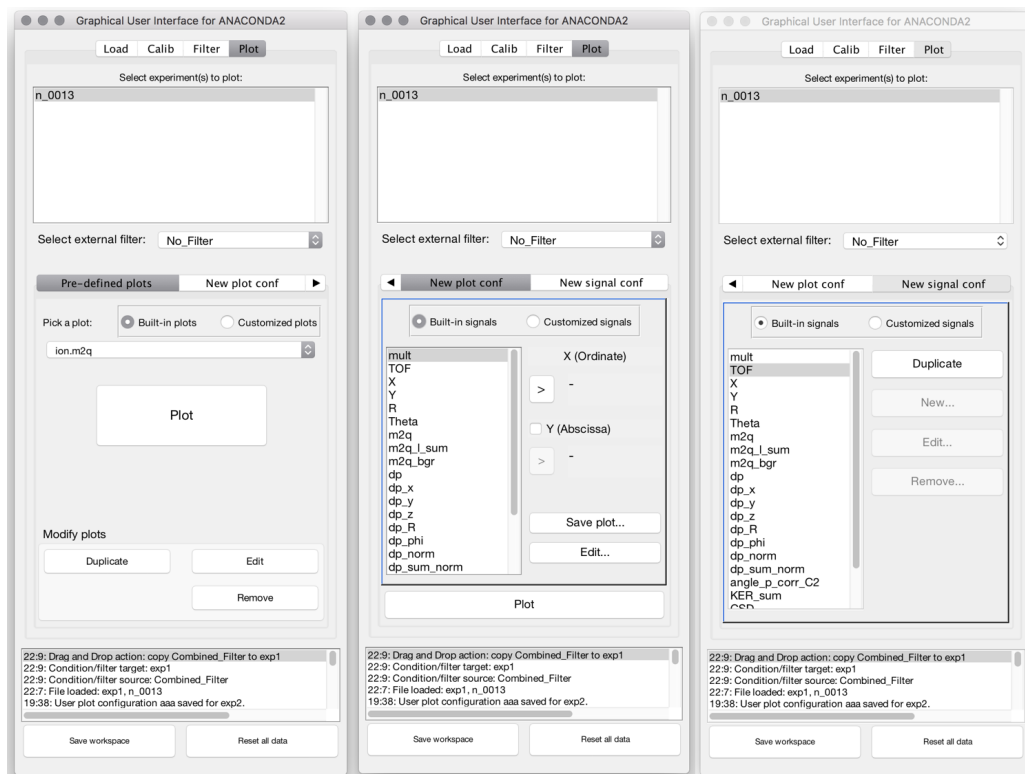 Graphical User Interface for ANACONDA2
Load Calib Filter Plot
Select experiment(s) to plot:
n_0013
Select external filter: No_Filter
Pre-defined plots New plot conf
Pick a plot: Built-in plots Customized plots
ion.m2q
Plot
Modify plots
Duplicate Edit
Remove
22:9: Drag and Drop action: copy Combined_Filter to exp1
22:9: Condition/filter target: exp1
22:9: Condition/filter source: Combined_Filter
22:7: File loaded: exp1, n_0013
19:38: User plot configuration aaa saved for exp2.
Save workspace Reset all data
Graphical User Interface for ANACONDA2
Load Calib Filter Plot
Select experiment(s) to plot:
n_0013
Select external filter: No_Filter
New plot conf New signal conf
Built-in signals Customized signals
mult
TOF
X
Y
R
Theta
m2q
m2q_l_sum
m2q_bgr
dp
dp_x
dp_y
dp_z
dp_R
dp_phi
dp_norm
dp_sum_norm
X (Ordinate)
> -
Y (Abscissa)
> -
Save plot...
Edit...
Plot
22:9: Drag and Drop action: copy Combined_Filter to exp1
22:9: Condition/filter target: exp1
22:9: Condition/filter source: Combined_Filter
22:7: File loaded: exp1, n_0013
19:38: User plot configuration aaa saved for exp2.
Save workspace Reset all data
Graphical User Interface for ANACONDA2
Load Calib Filter Plot
Select experiment(s) to plot:
n_0013
Select external filter: No_Filter
New plot conf New signal conf
Built-in signals Customized signals
mult
TOF
X
Y
R
Theta
m2q
m2q_l_sum
m2q_bgr
dp
dp_x
dp_y
dp_z
dp_R
dp_phi
dp_norm
dp_sum_norm
angle_p_corr_C2
KER_sum
CSD
Duplicate
New...
Edit...
Remove...
22:9: Drag and Drop action: copy Combined_Filter to exp1
22:9: Condition/filter target: exp1
22:9: Condition/filter source: Combined_Filter
22:7: File loaded: exp1, n_0013
19:38: User plot configuration aaa saved for exp2.
Save workspace Reset all data